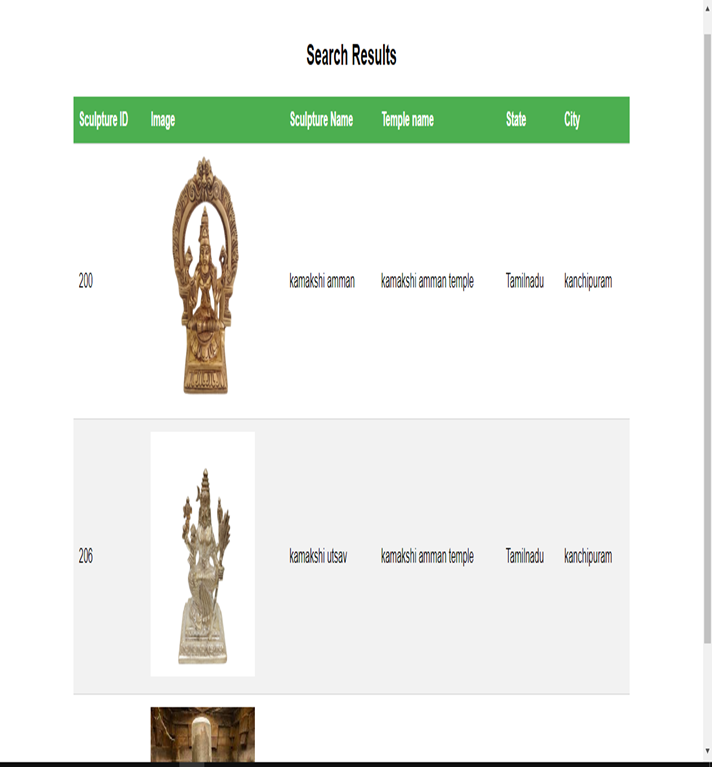 Search Results
Sculpture ID Image Sculpture Name Temple name State City
200 kamakshi amman kamakshi amman temple Tamilnadu kanchipuram
206 kamakshi utsav kamakshi amman temple Tamilnadu kanchipuram